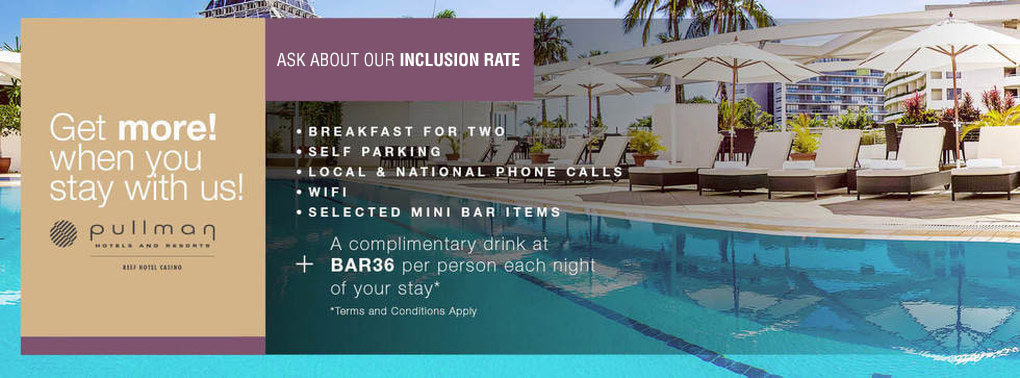 Get more!
when you
stay with us!
pullman
HOTELS AND RESORTS
REEF HOTEL CASINO
ASK ABOUT OUR INCLUSION RATE
• BREAKFAST FOR TWO
• SELF PARKING
• LOCAL & NATIONAL PHONE CALLS
• WIFI
• SELECTED MINI BAR ITEMS
+ A complimentary drink at
BAR36 per person each night
of your stay*
*Terms and Conditions Apply